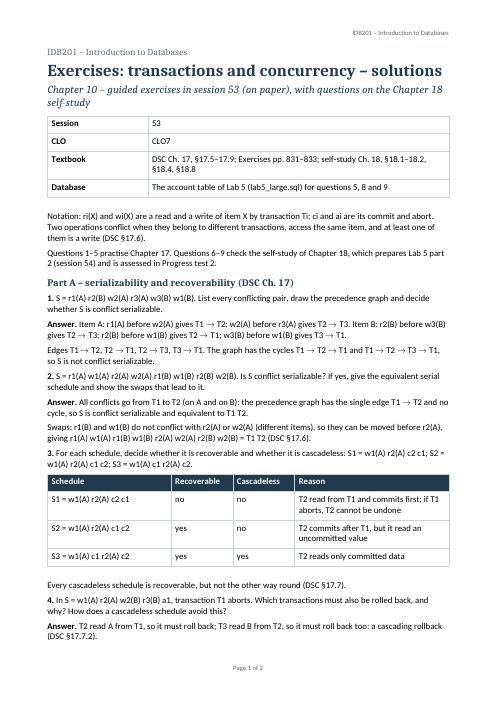 IDB201 – Introduction to Databases
IDB201 – Introduction to Databases
Exercises: transactions and concurrency – solutions
Chapter 10 – guided exercises in session 53 (on paper), with questions on the Chapter 18
self-study
Session 53
CLO CLO7
Textbook DSC Ch. 17, §17.5–17.9; Exercises pp. 831–833; self-study Ch. 18, §18.1–18.2,
§18.4, §18.8
Database The account table of Lab 5 (lab5_large.sql) for questions 5, 8 and 9
Notation: ri(X) and wi(X) are a read and a write of item X by transaction Ti; ci and ai are its commit and abort.
Two operations conflict when they belong to different transactions, access the same item, and at least one of
them is a write (DSC §17.6).
Questions 1–5 practise Chapter 17. Questions 6–9 check the self-study of Chapter 18, which prepares Lab 5 part
2 (session 54) and is assessed in Progress test 2.
Part A – serializability and recoverability (DSC Ch. 17)
1. S = r1(A) r2(B) w2(A) r3(A) w3(B) w1(B). List every conflicting pair, draw the precedence graph and decide
whether S is conflict serializable.
Answer. Item A: r1(A) before w2(A) gives T1 → T2; w2(A) before r3(A) gives T2 → T3. Item B: r2(B) before w3(B)
gives T2 → T3; r2(B) before w1(B) gives T2 → T1; w3(B) before w1(B) gives T3 → T1.
Edges T1 → T2, T2 → T1, T2 → T3, T3 → T1. The graph has the cycles T1 → T2 → T1 and T1 → T2 → T3 → T1,
so S is not conflict serializable.
2. S = r1(A) w1(A) r2(A) w2(A) r1(B) w1(B) r2(B) w2(B). Is S conflict serializable? If yes, give the equivalent serial
schedule and show the swaps that lead to it.
Answer. All conflicts go from T1 to T2 (on A and on B): the precedence graph has the single edge T1 → T2 and no
cycle, so S is conflict serializable and equivalent to T1 T2.
Swaps: r1(B) and w1(B) do not conflict with r2(A) or w2(A) (different items), so they can be moved before r2(A),
giving r1(A) w1(A) r1(B) w1(B) r2(A) w2(A) r2(B) w2(B) = T1 T2 (DSC §17.6).
3. For each schedule, decide whether it is recoverable and whether it is cascadeless: S1 = w1(A) r2(A) c2 c1; S2 =
w1(A) r2(A) c1 c2; S3 = w1(A) c1 r2(A) c2.
Schedule Recoverable Cascadeless Reason
S1 = w1(A) r2(A) c2 c1 no no T2 read from T1 and commits first; if T1
aborts, T2 cannot be undone
S2 = w1(A) r2(A) c1 c2 yes no T2 commits after T1, but it read an
uncommitted value
S3 = w1(A) c1 r2(A) c2 yes yes T2 reads only committed data
Every cascadeless schedule is recoverable, but not the other way round (DSC §17.7).
4. In S = w1(A) r2(A) w2(B) r3(B) a1, transaction T1 aborts. Which transactions must also be rolled back, and
why? How does a cascadeless schedule avoid this?
Answer. T2 read A from T1, so it must roll back; T3 read B from T2, so it must roll back too: a cascading rollback
(DSC §17.7.2).
Page 1 of 2